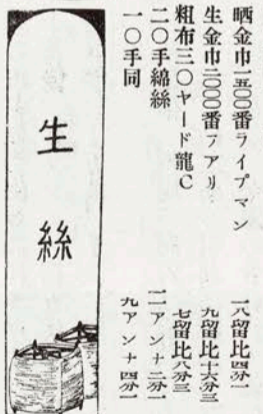 晒金巾一五〇〇番ライプマン 一八留比四分一
生金巾二〇〇〇番フアリ 九留比十六分三
粗布三〇ヤード龍C 七留比八分三
二〇手綿絲 一一アンナ二分一
一〇手同 九アンナ四分一
生絲